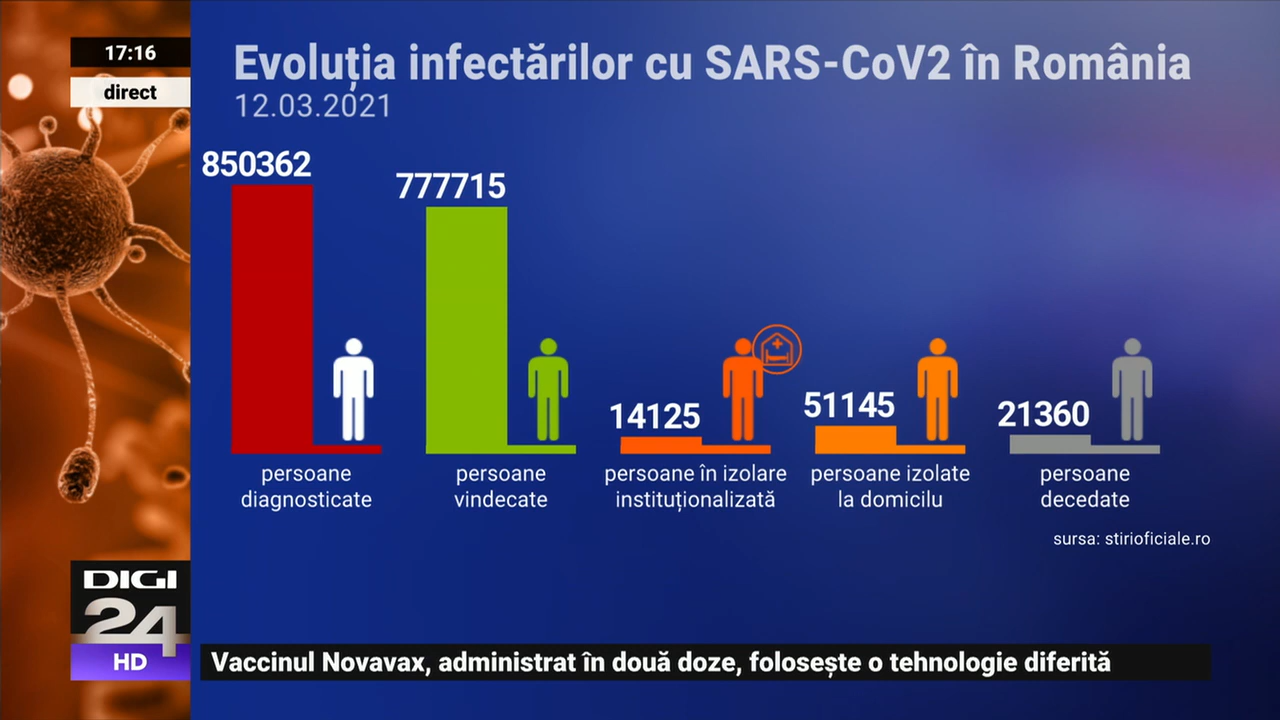 17:16
direct
Evoluția infectărilor cu SARS-CoV2 în România
12.03.2021
850362
777715
14125
51145
21360
persoane
diagnosticate
persoane
vindecate
persoane în izolare
instituționalizată
persoane izolate
la domicilu
persoane
decedate
sursa: stirioficiale.ro
DIGI
24
HD
Vaccinul Novavax, administrat în două doze, folosește o tehnologie diferită